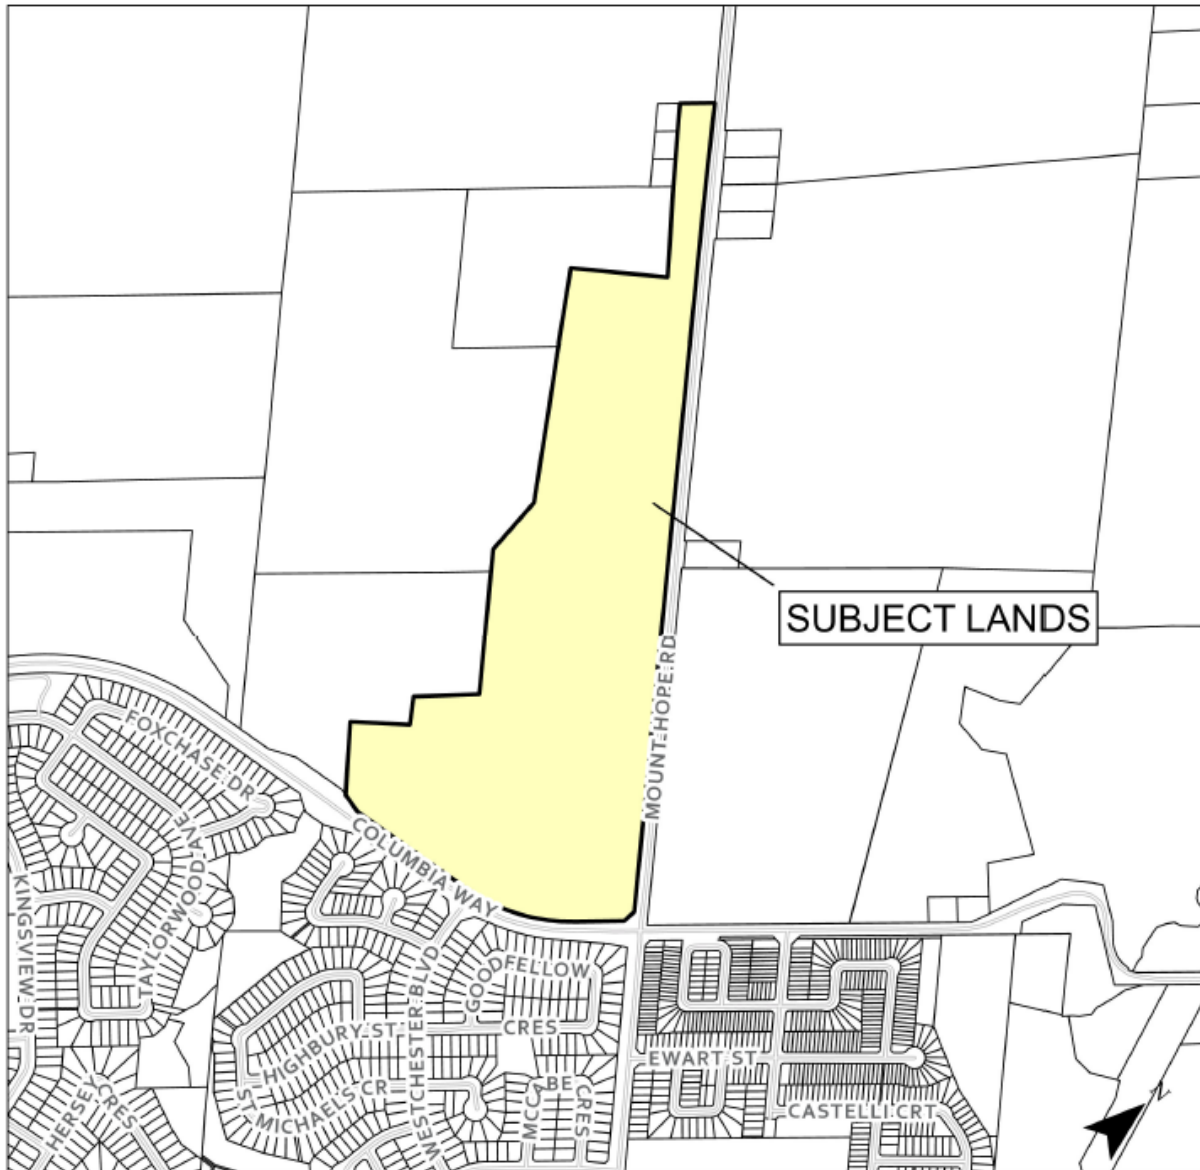 SUBJECT LANDS
MOUNT HOPE RD
FOXCHASE DR
COLUMBIA WAY
TAYLORWOOD AVE
KINGSVIEW DR
GOODFELLOW
CRES
WESTCHESTER BLVD
HIGHBURY ST
EWART ST
ST MICHAELS CR
MCCABE
CRES
HERSEY
CRES
CASTELLI CRT
N